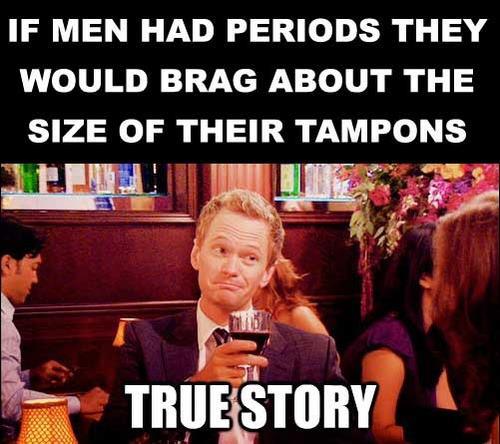 IF MEN HAD PERIODS THEY
WOULD BRAG ABOUT THE
SIZE OF THEIR TAMPONS
TRUE STORY